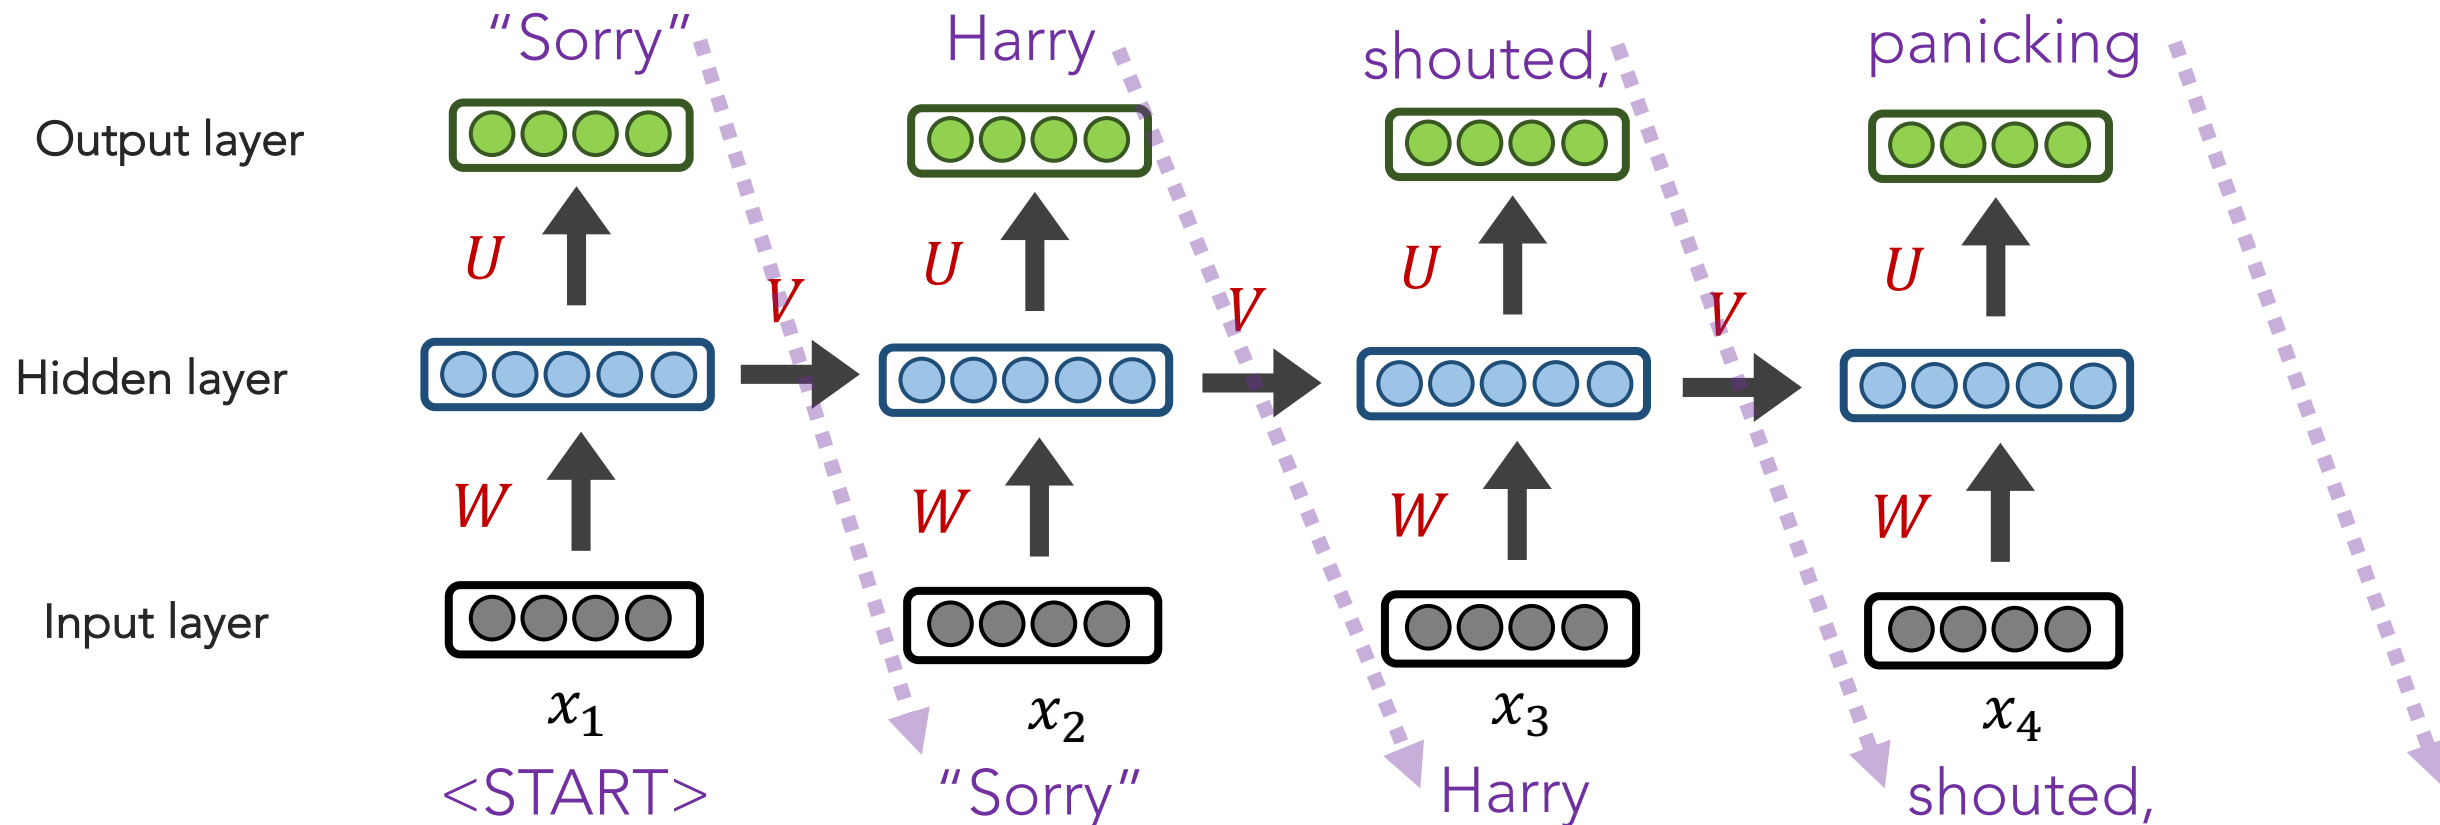 “Sorry” Harry shouted, panicking
Output layer
U U U U
V V V
Hidden layer
W W W W
Input layer
x₁ x₂ x₃ x₄
<START> “Sorry” Harry shouted,